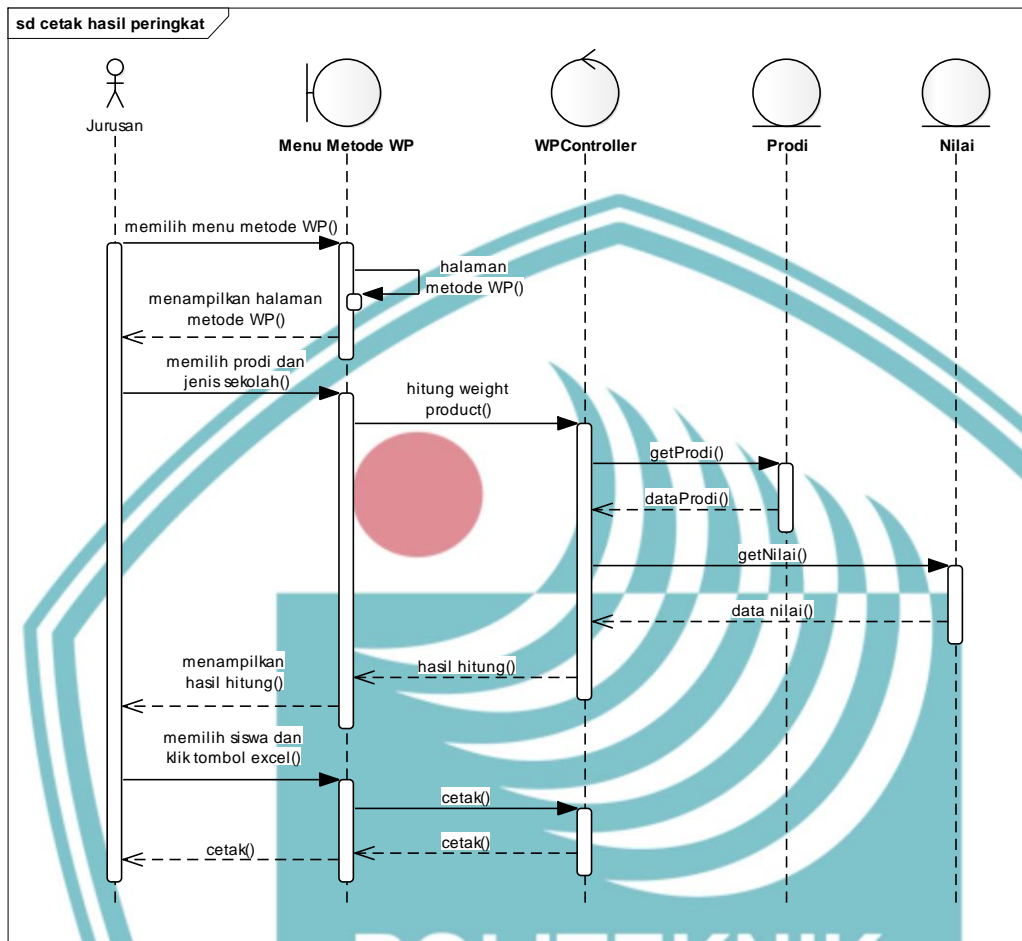 sd cetak hasil peringkat
Jurusan
Menu Metode WP
WPController
Prodi
Nilai
memilih menu metode WP()
halaman
metode WP()
menampilkan halaman
metode WP()
memilih prodi dan
jenis sekolah()
hitung weight
product()
getProdi()
dataProdi()
getNilai()
data nilai()
hasil hitung()
menampilkan
hasil hitung()
memilih siswa dan
klik tombol excel()
cetak()
cetak()
cetak()
POLITEKNIK